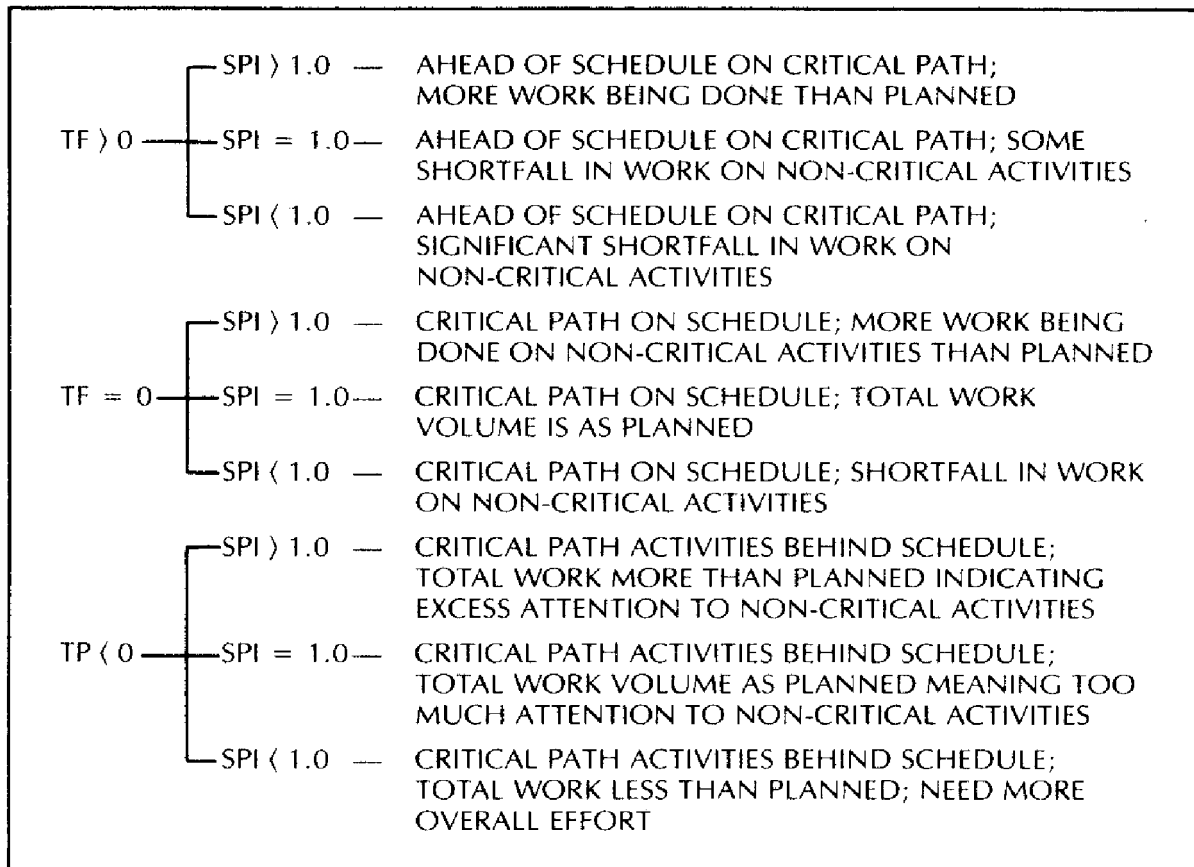 SPI ⟩ 1.0 — AHEAD OF SCHEDULE ON CRITICAL PATH;
MORE WORK BEING DONE THAN PLANNED
TF ⟩ 0 SPI = 1.0 — AHEAD OF SCHEDULE ON CRITICAL PATH; SOME
SHORTFALL IN WORK ON NON-CRITICAL ACTIVITIES
SPI ⟨ 1.0 — AHEAD OF SCHEDULE ON CRITICAL PATH;
SIGNIFICANT SHORTFALL IN WORK ON
NON-CRITICAL ACTIVITIES
SPI ⟩ 1.0 — CRITICAL PATH ON SCHEDULE; MORE WORK BEING
DONE ON NON-CRITICAL ACTIVITIES THAN PLANNED
TF = 0 SPI = 1.0 — CRITICAL PATH ON SCHEDULE; TOTAL WORK
VOLUME IS AS PLANNED
SPI ⟨ 1.0 — CRITICAL PATH ON SCHEDULE; SHORTFALL IN WORK
ON NON-CRITICAL ACTIVITIES
SPI ⟩ 1.0 — CRITICAL PATH ACTIVITIES BEHIND SCHEDULE;
TOTAL WORK MORE THAN PLANNED INDICATING
EXCESS ATTENTION TO NON-CRITICAL ACTIVITIES
TP ⟨ 0 SPI = 1.0 — CRITICAL PATH ACTIVITIES BEHIND SCHEDULE;
TOTAL WORK VOLUME AS PLANNED MEANING TOO
MUCH ATTENTION TO NON-CRITICAL ACTIVITIES
SPI ⟨ 1.0 — CRITICAL PATH ACTIVITIES BEHIND SCHEDULE;
TOTAL WORK LESS THAN PLANNED; NEED MORE
OVERALL EFFORT